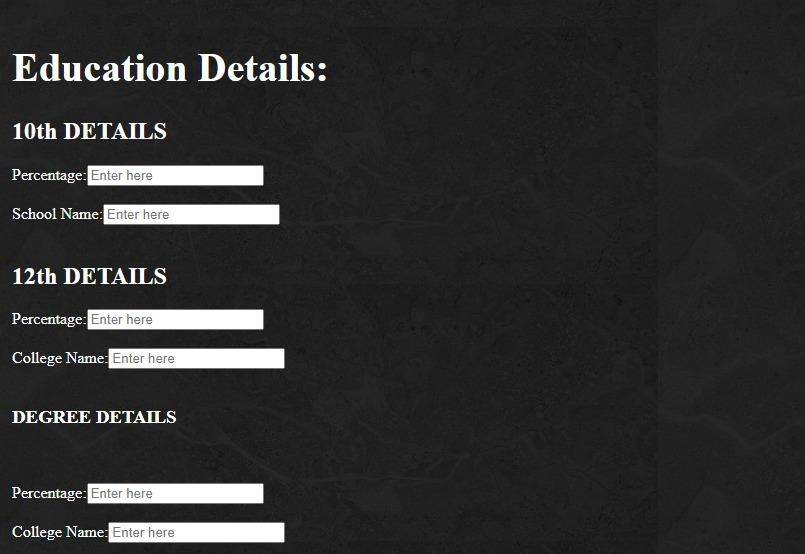 Education Details:
10th DETAILS
Percentage:Enter here
School Name:Enter here
12th DETAILS
Percentage:Enter here
College Name:Enter here
DEGREE DETAILS
Percentage:Enter here
College Name:Enter here